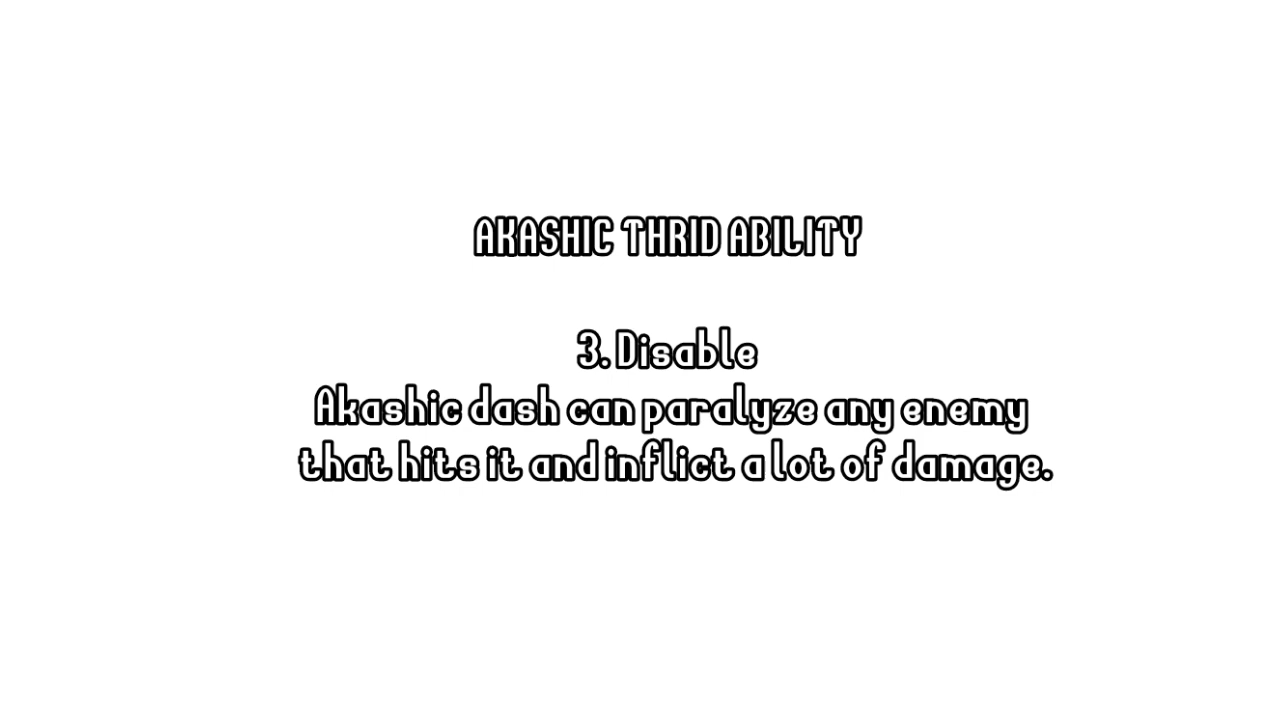 AKASHIC THRID ABILITY
3. Disable
Akashic dash can paralyze any enemy
that hits it and inflict a lot of damage.